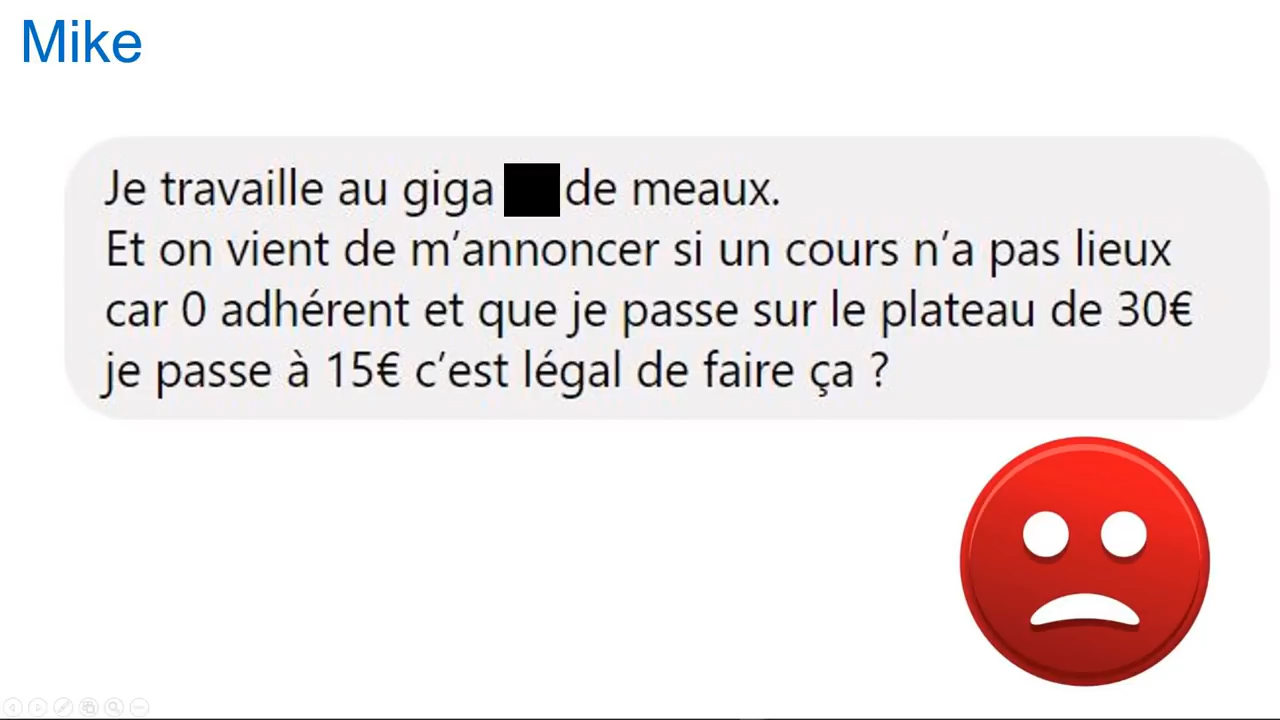 Mike
Je travaille au giga de meaux.
Et on vient de m’annoncer si un cours n’a pas lieux
car 0 adhérent et que je passe sur le plateau de 30€
je passe à 15€ c’est légal de faire ça ?